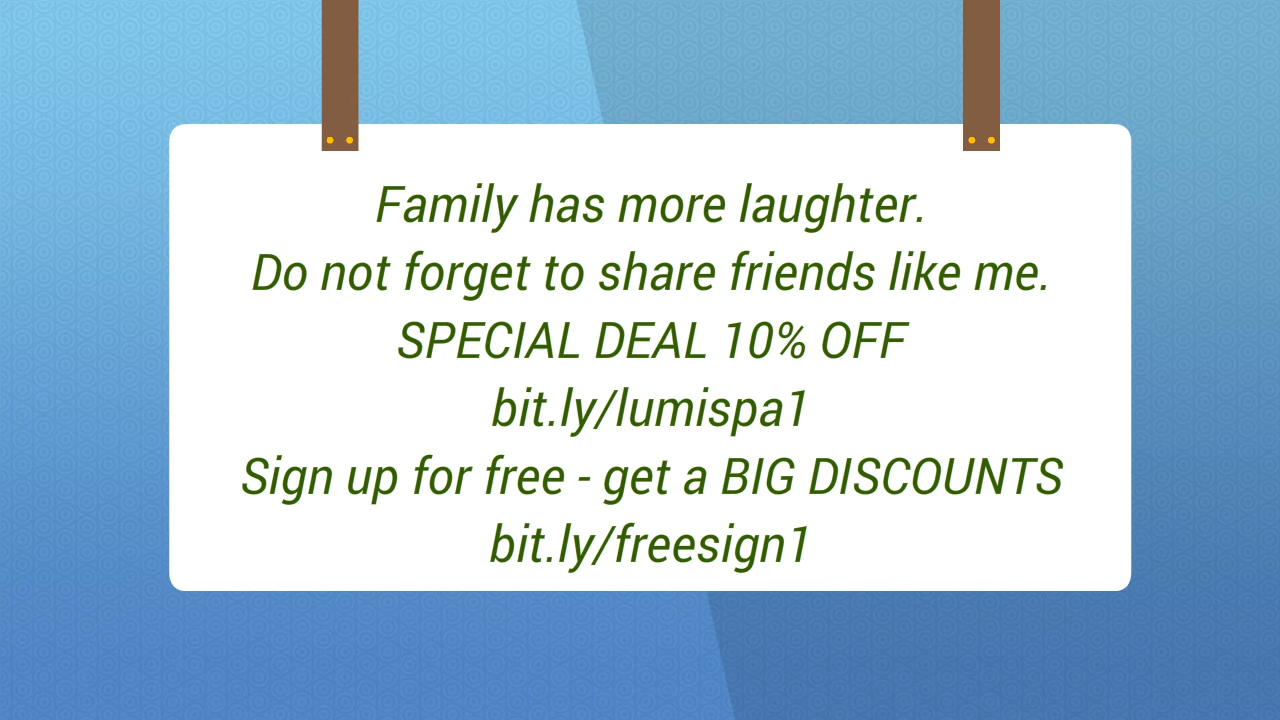 Family has more laughter.
Do not forget to share friends like me.
SPECIAL DEAL 10% OFF
bit.ly/lumispa1
Sign up for free - get a BIG DISCOUNTS
bit.ly/freesign1